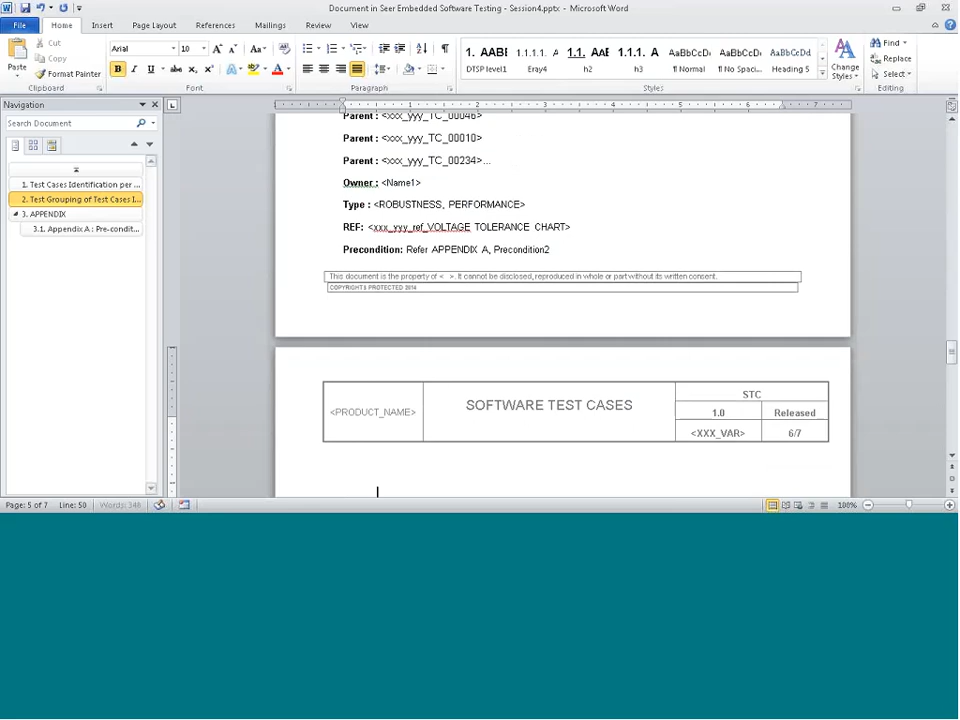 Document in Seer Embedded Software Testing - Session4.pptx - Microsoft Word
File Home Insert Page Layout References Mailings Review View
Cut
Copy
Format Painter
Paste
Clipboard
Arial 10
Font
Paragraph
1. AABE 1.1.1.1. A 1.1. AAE 1.1.1. A AaBbCcDc AaBbCcDc AaBbCcDd
DTSP level1 Eray4 h2 h3 ¶ Normal ¶ No Spaci... Heading 5
Styles
Change Styles
Find
Replace
Select
Editing
Navigation
Search Document
1. Test Cases Identification per ...
2. Test Grouping of Test Cases I...
3. APPENDIX
3.1. Appendix A : Pre-condit...
Parent : <xxx_yyy_TC_00046>
Parent : <xxx_yyy_TC_00010>
Parent : <xxx_yyy_TC_00234>...
Owner : <Name1>
Type : <ROBUSTNESS, PERFORMANCE>
REF: <xxx_yyy_ref_VOLTAGE TOLERANCE CHART>
Precondition: Refer APPENDIX A, Precondition2
This document is the property of < >. It cannot be disclosed, reproduced in whole or part without its written consent.
COPYRIGHTS PROTECTED 2014
<PRODUCT_NAME>
SOFTWARE TEST CASES
STC
1.0 Released
<XXX_VAR> 6/7
Page: 5 of 7 Line: 50 Words: 348
100%